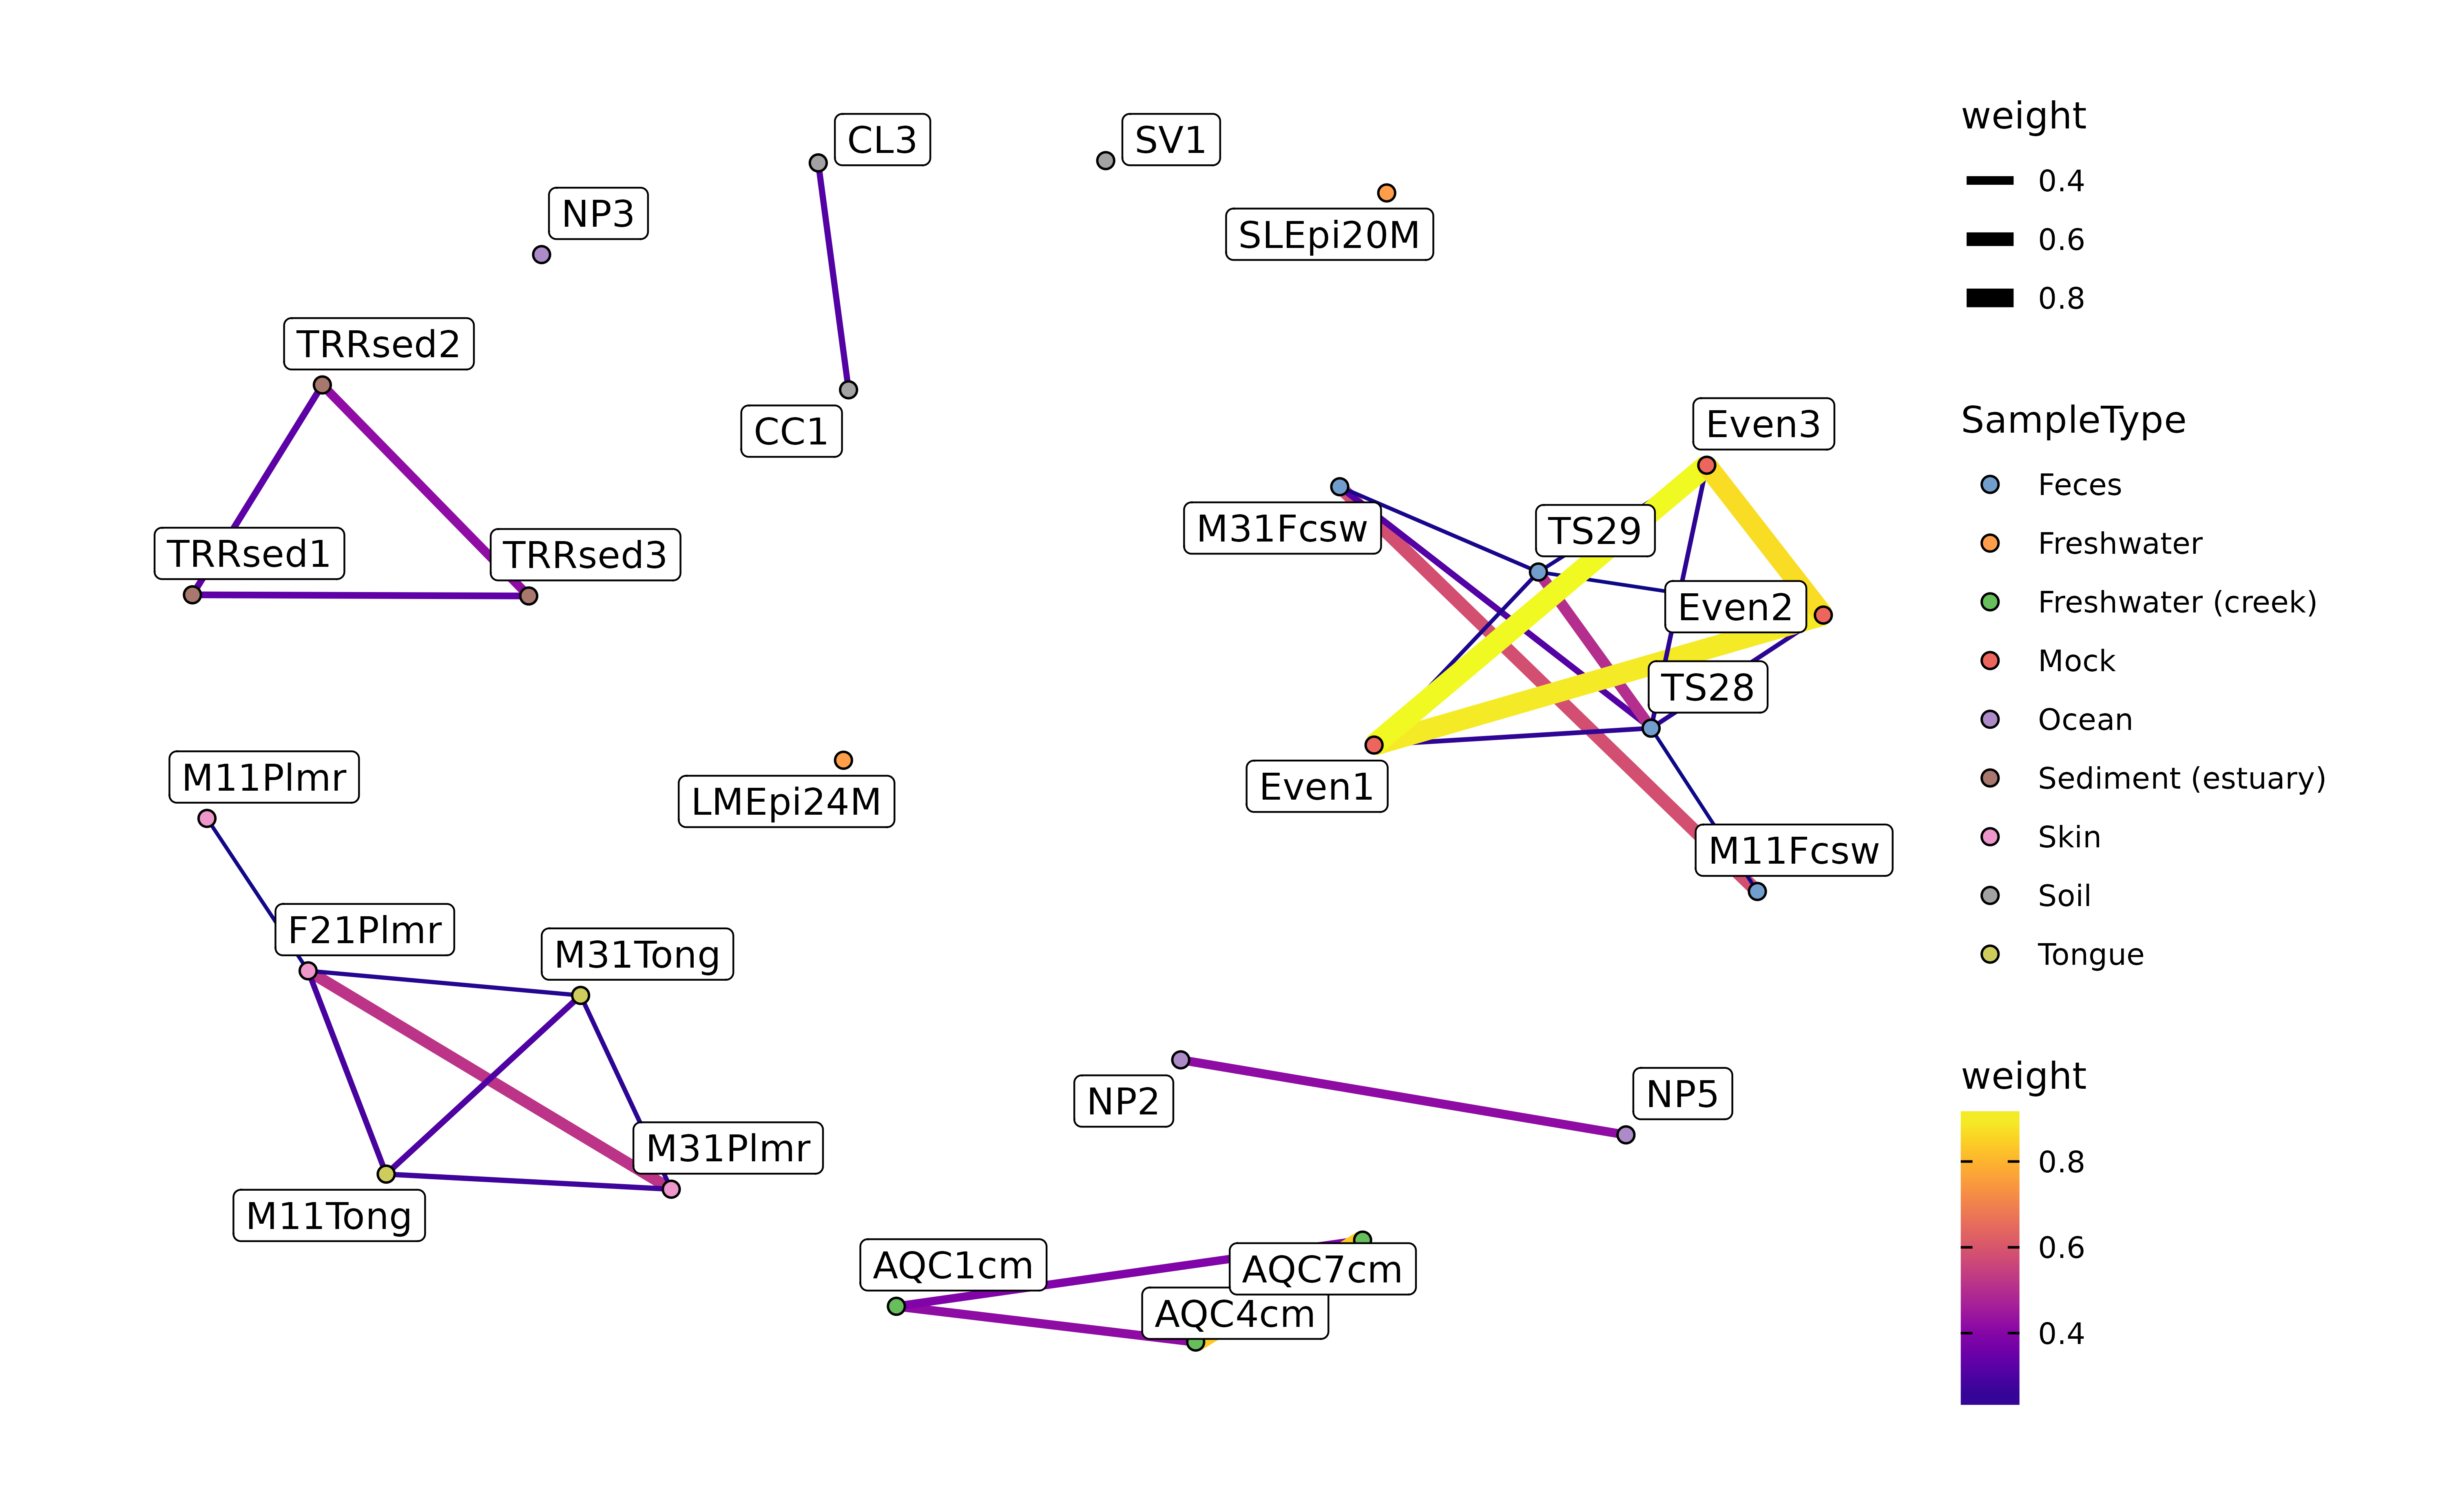 CL3
SV1
NP3
SLEpi20M
TRRsed2
CC1
Even3
M31Fcsw
TS29
TRRsed1
TRRsed3
Even2
TS28
M11Plmr
LMEpi24M
Even1
M11Fcsw
F21Plmr
M31Tong
NP2
NP5
M31Plmr
M11Tong
AQC1cm
AQC7cm
AQC4cm
weight
0.4
0.6
0.8
SampleType
Feces
Freshwater
Freshwater (creek)
Mock
Ocean
Sediment (estuary)
Skin
Soil
Tongue
weight
0.8
0.6
0.4